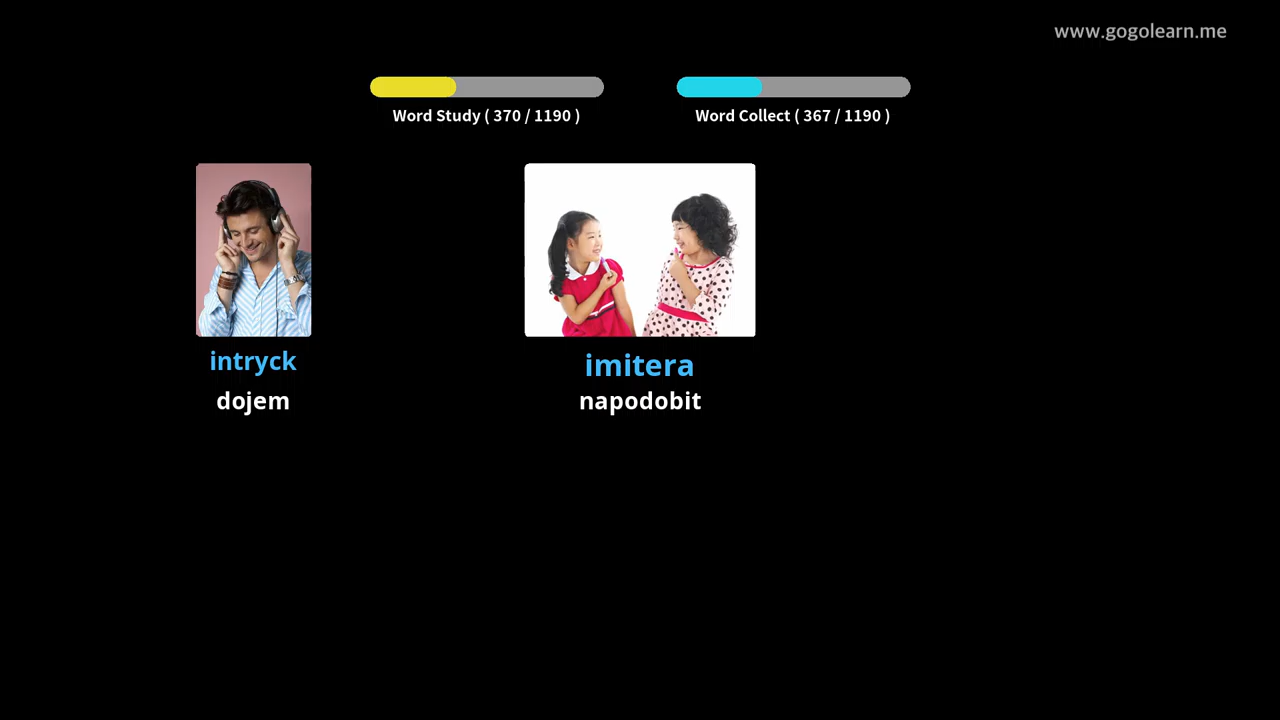 www.gogolearn.me
Word Study ( 370 / 1190 )
Word Collect ( 367 / 1190 )
intryck
dojem
imitera
napodobit